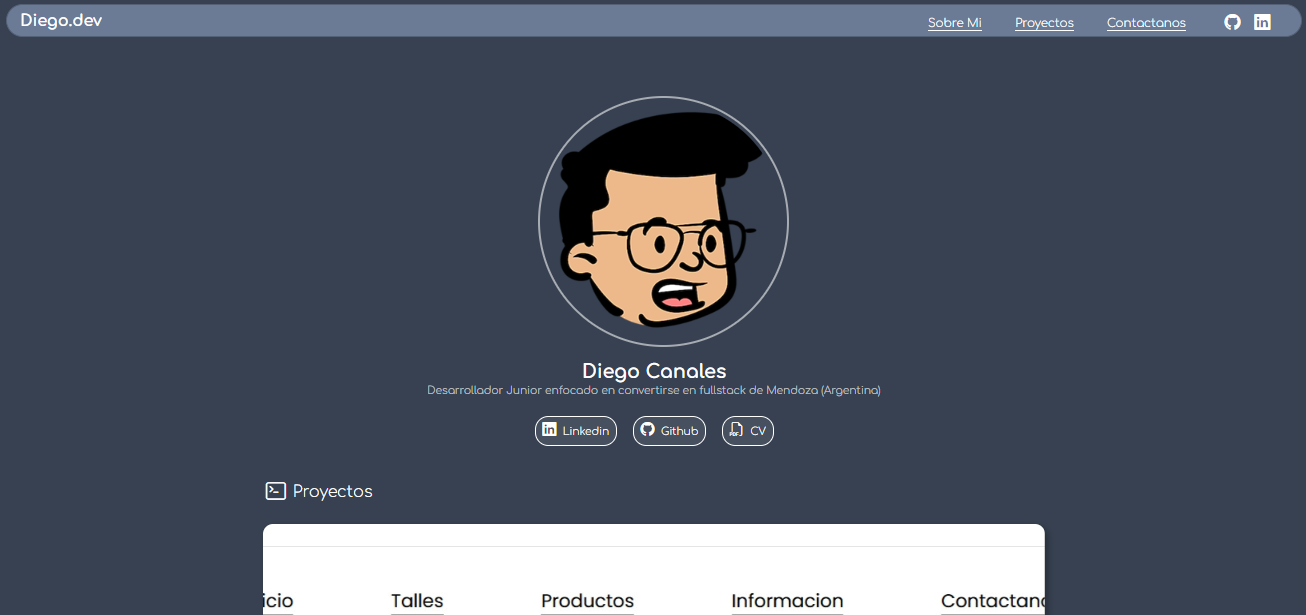 Diego.dev Sobre Mi Proyectos Contactanos
Diego Canales
Desarrollador Junior enfocado en convertirse en fullstack de Mendoza (Argentina)
Linkedin Github CV
Proyectos
icio Talles Productos Informacion Contactano